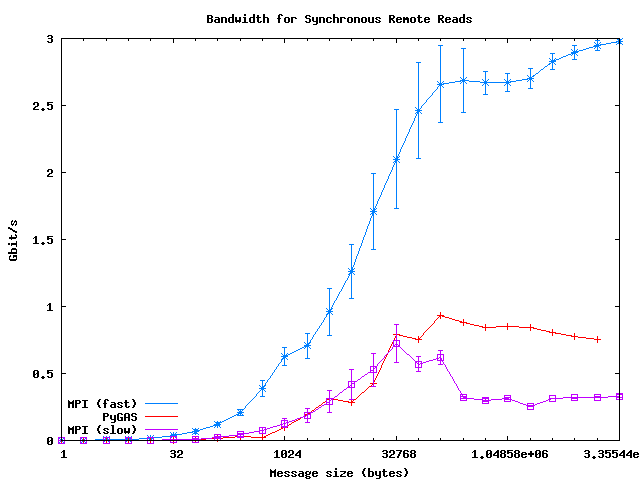 Bandwidth for Synchronous Remote Reads
3
2.5
2
1.5
1
0.5
0
Gbit/s
MPI (fast)
PyGAS
MPI (slow)
1 32 1024 32768 1.04858e+06 3.35544e
Message size (bytes)